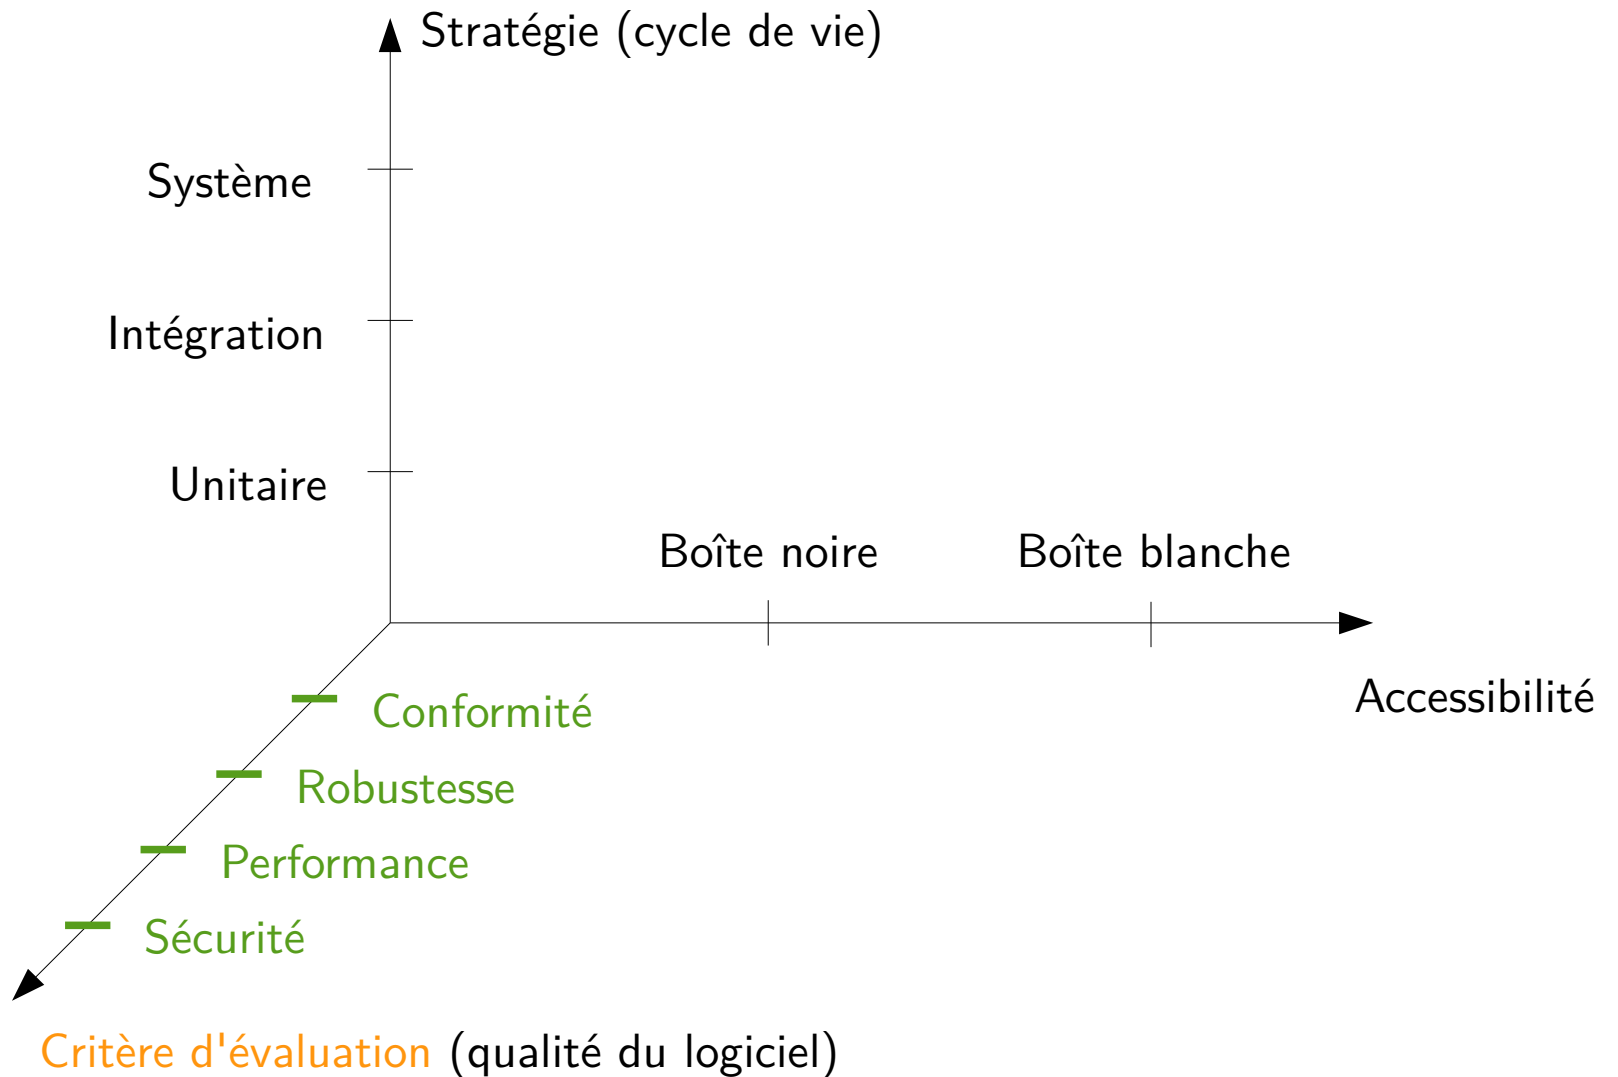 Stratégie (cycle de vie)
Système
Intégration
Unitaire
Boîte noire
Boîte blanche
Accessibilité
Conformité
Robustesse
Performance
Sécurité
Critère d'évaluation (qualité du logiciel)